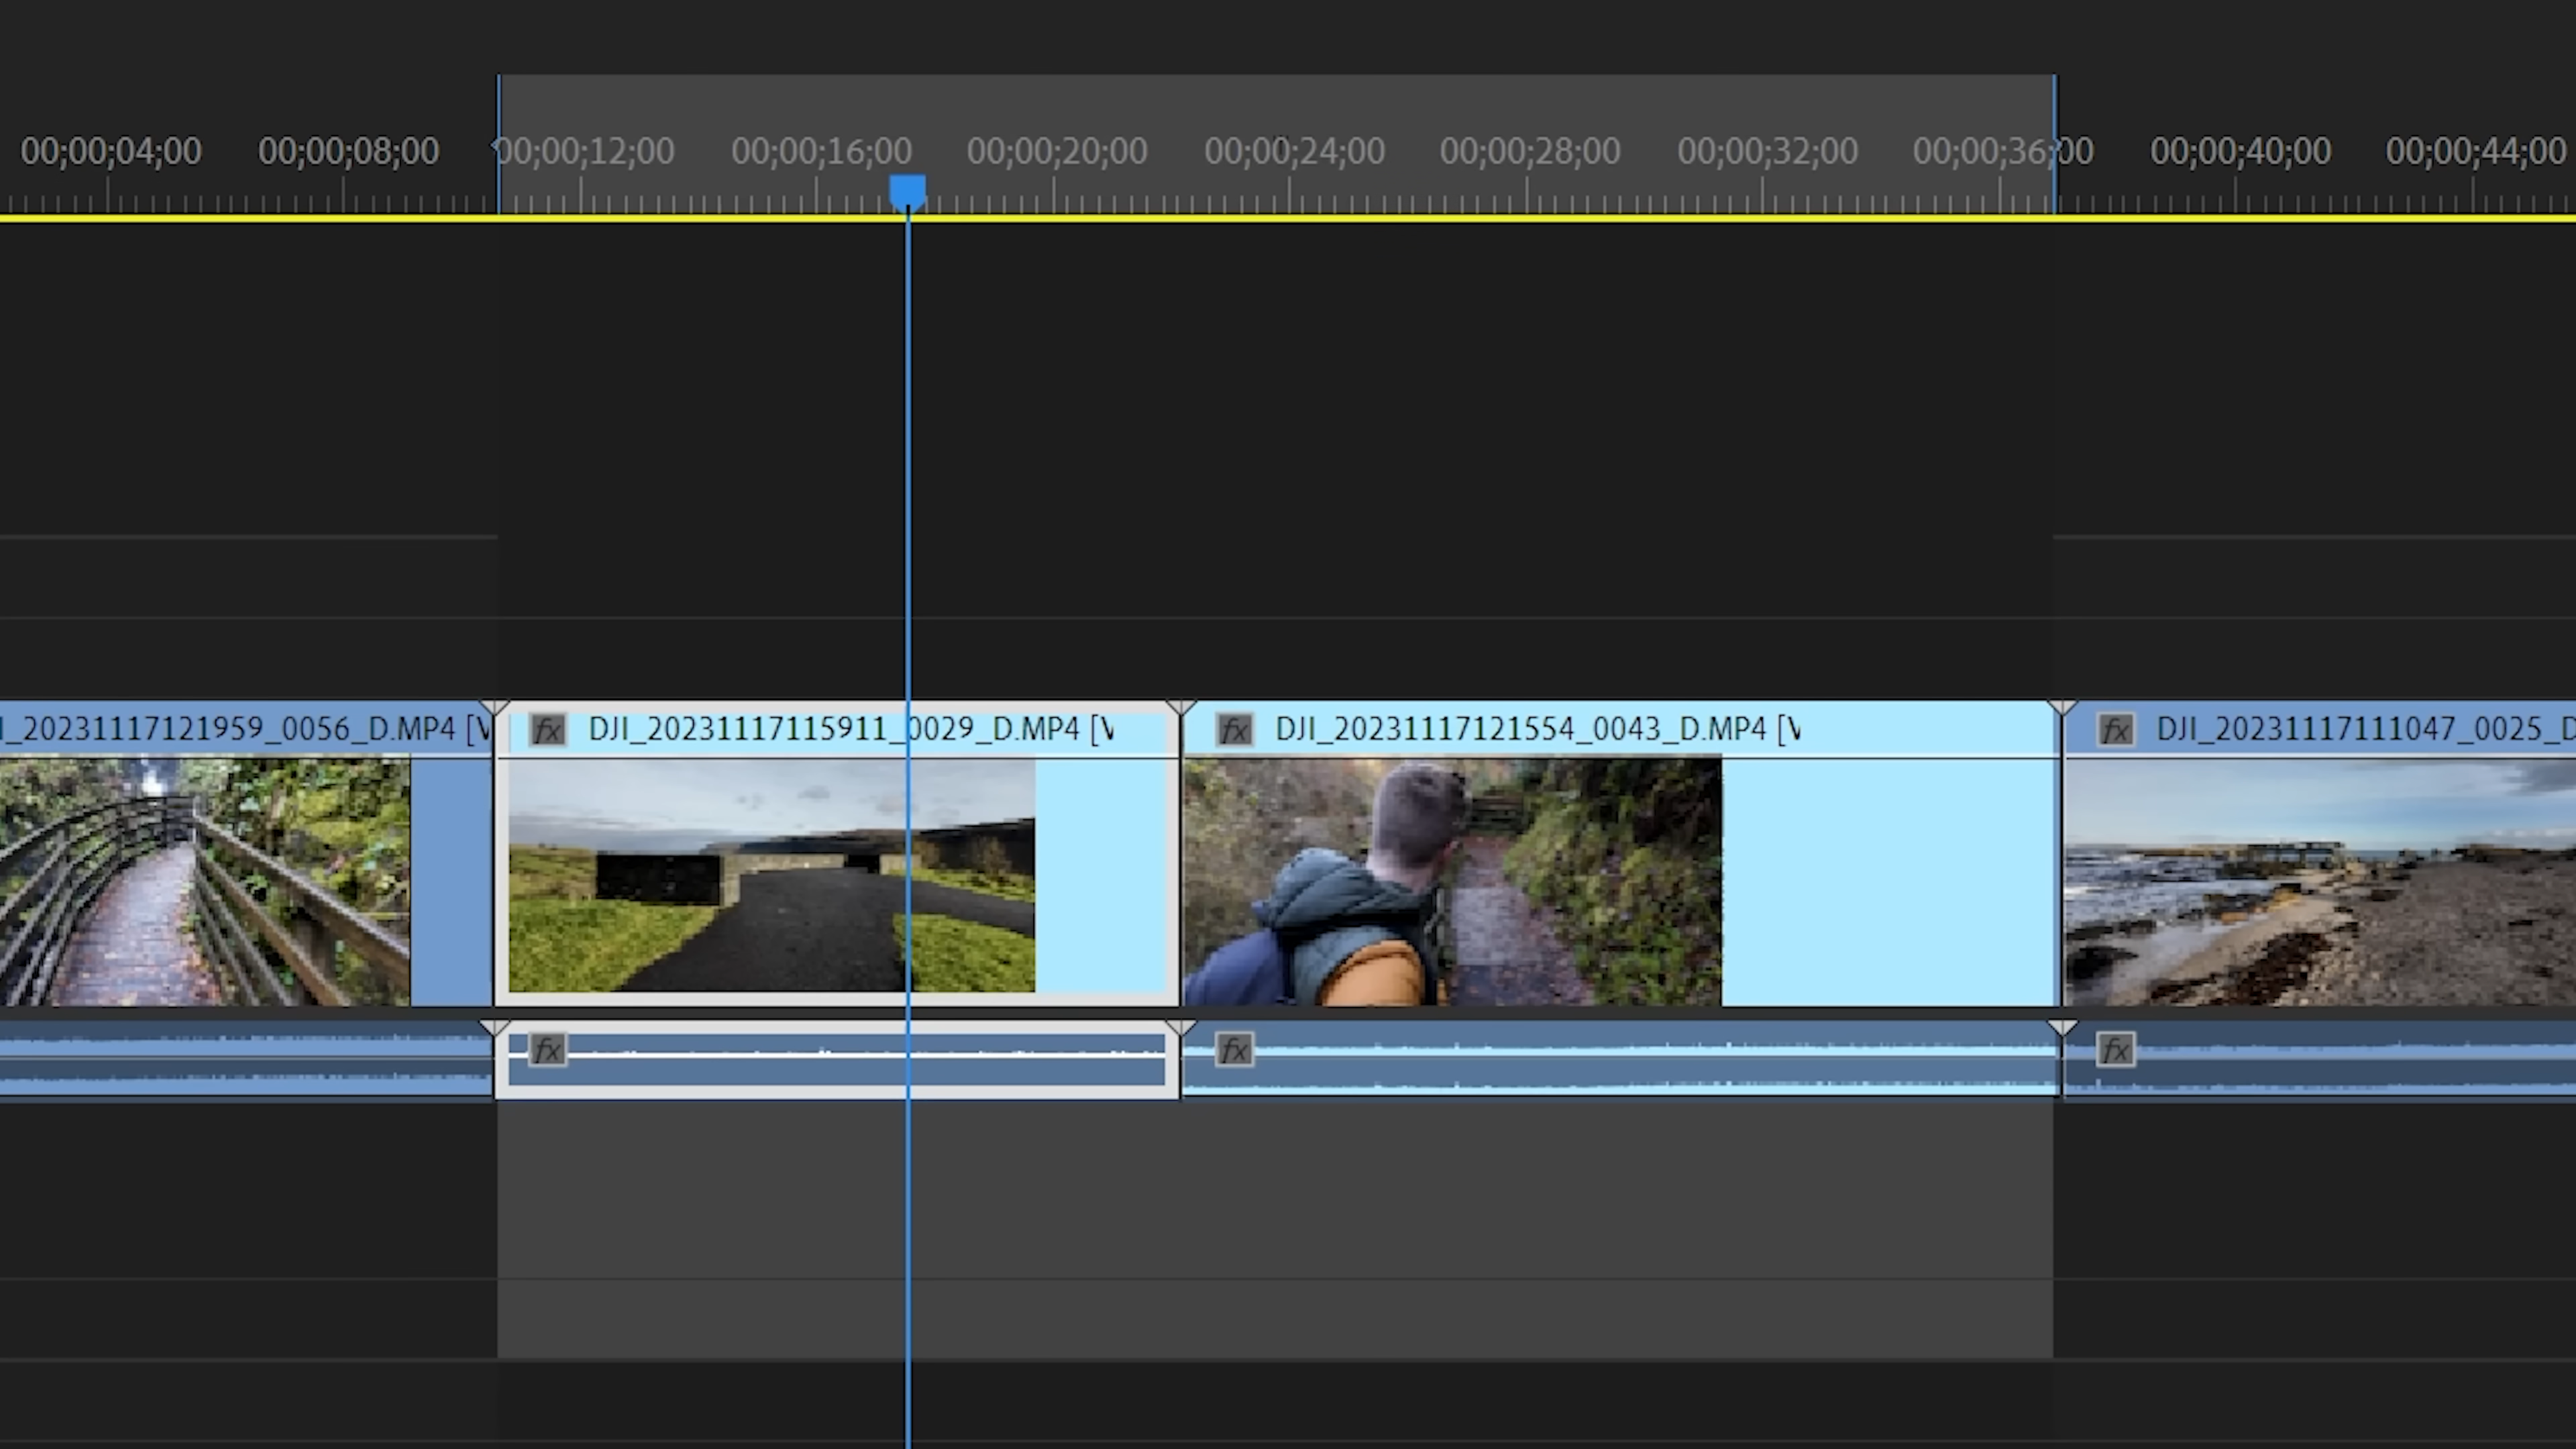 00;00;04;00 00;00;08;00 00;00;12;00 00;00;16;00 00;00;20;00 00;00;24;00 00;00;28;00 00;00;32;00 00;00;36;00 00;00;40;00 00;00;44;00
I_20231117121959_0056_D.MP4 [V fx DJI_20231117115911_0029_D.MP4 [V fx DJI_20231117121554_0043_D.MP4 [V fx DJI_20231117111047_0025_D
fx fx fx